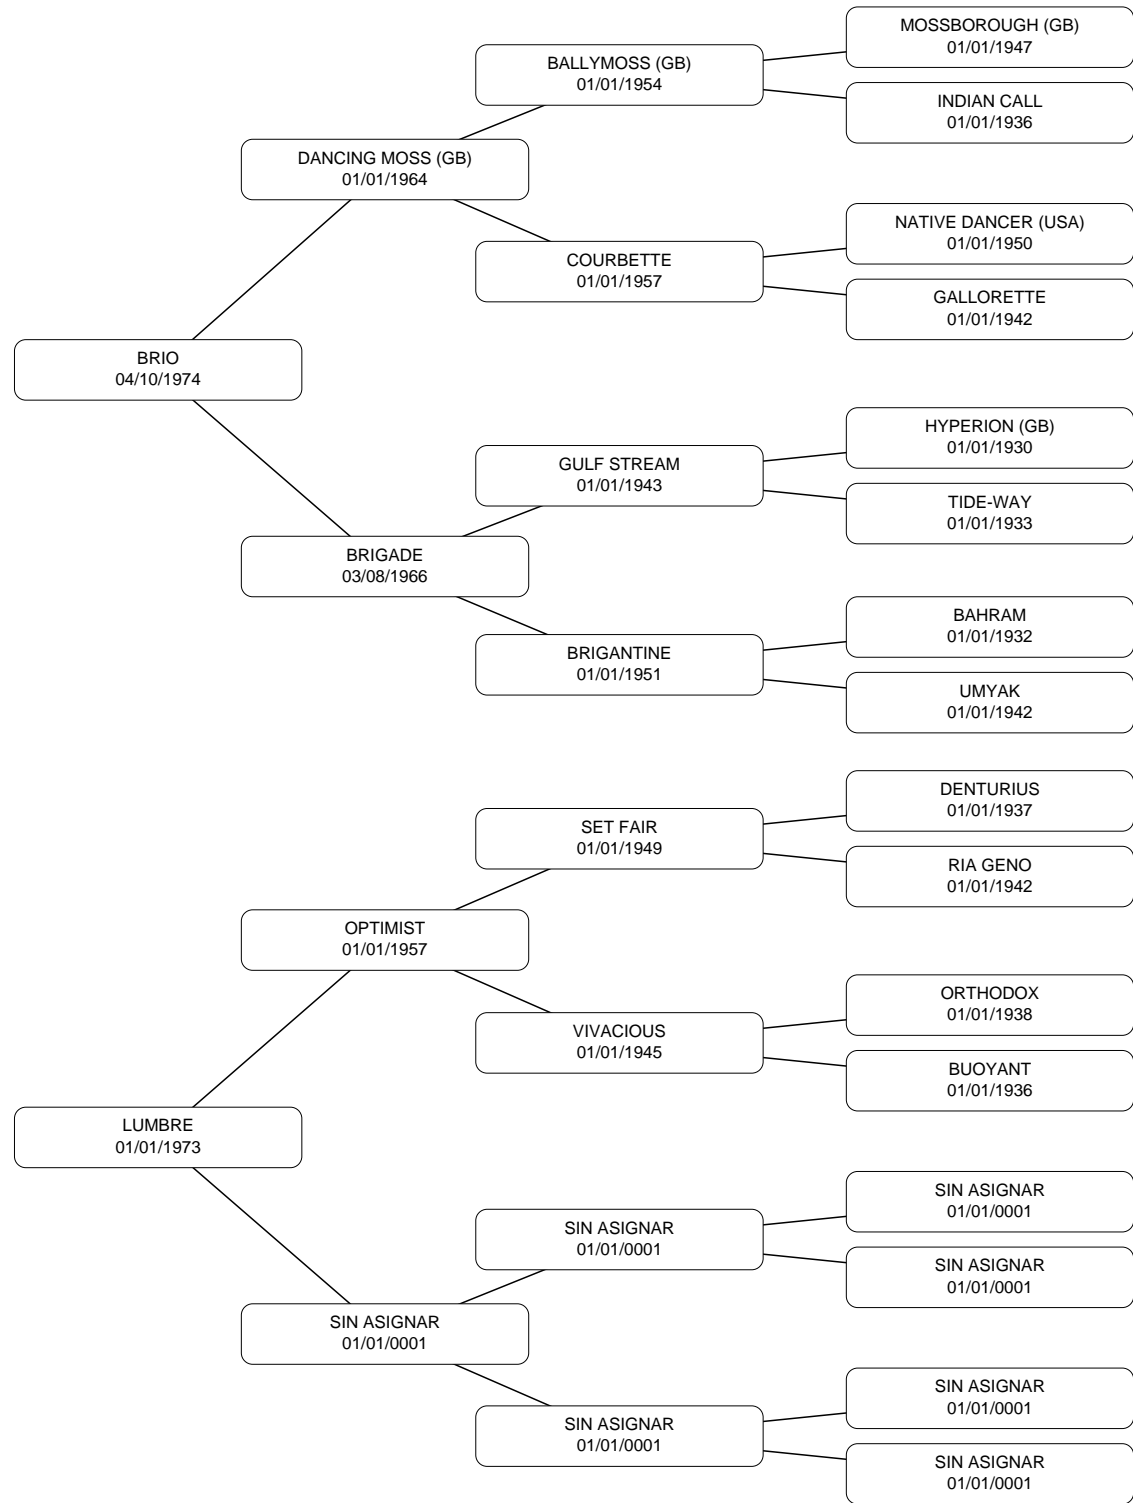 MOSSBOROUGH (GB)
01/01/1947
BALLYMOSS (GB)
01/01/1954
INDIAN CALL
01/01/1936
DANCING MOSS (GB)
01/01/1964
NATIVE DANCER (USA)
01/01/1950
COURBETTE
01/01/1957
GALLORETTE
01/01/1942
BRIO
04/10/1974
HYPERION (GB)
01/01/1930
GULF STREAM
01/01/1943
TIDE-WAY
01/01/1933
BRIGADE
03/08/1966
BAHRAM
01/01/1932
BRIGANTINE
01/01/1951
UMYAK
01/01/1942
DENTURIUS
01/01/1937
SET FAIR
01/01/1949
RIA GENO
01/01/1942
OPTIMIST
01/01/1957
ORTHODOX
01/01/1938
VIVACIOUS
01/01/1945
BUOYANT
01/01/1936
LUMBRE
01/01/1973
SIN ASIGNAR
01/01/0001
SIN ASIGNAR
01/01/0001
SIN ASIGNAR
01/01/0001
SIN ASIGNAR
01/01/0001
SIN ASIGNAR
01/01/0001
SIN ASIGNAR
01/01/0001
SIN ASIGNAR
01/01/0001